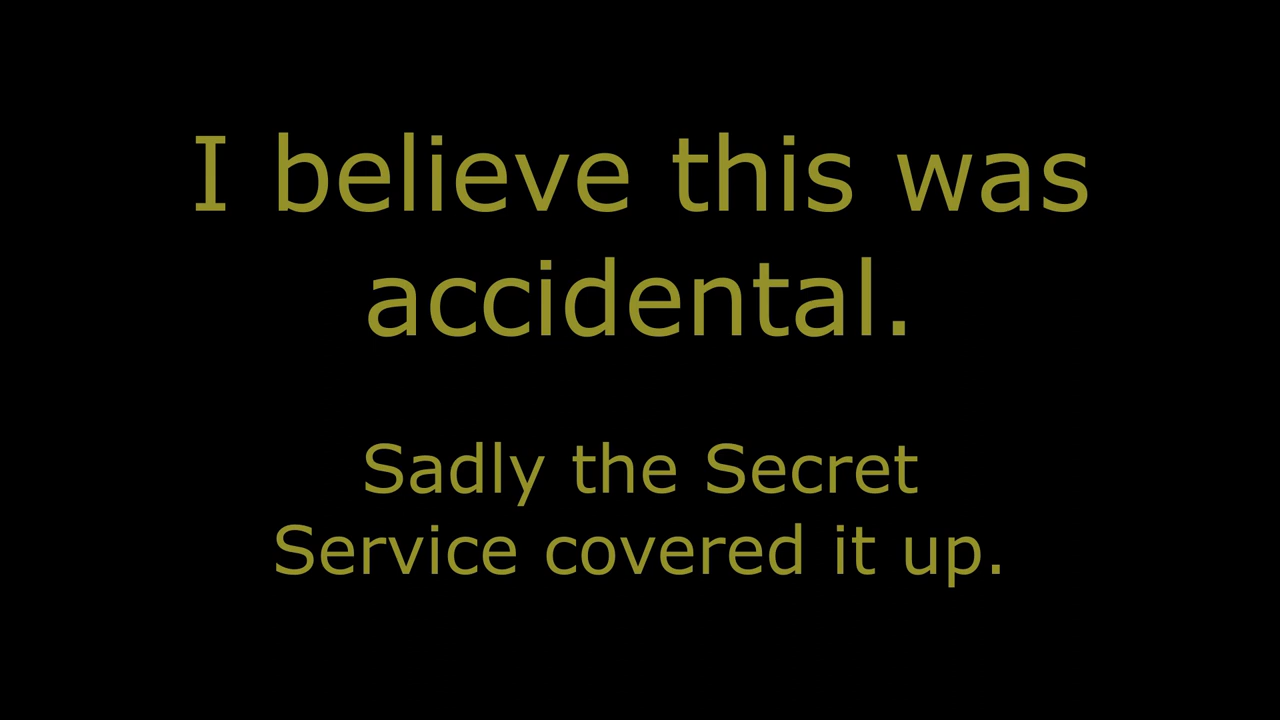 I believe this was
accidental.
Sadly the Secret
Service covered it up.